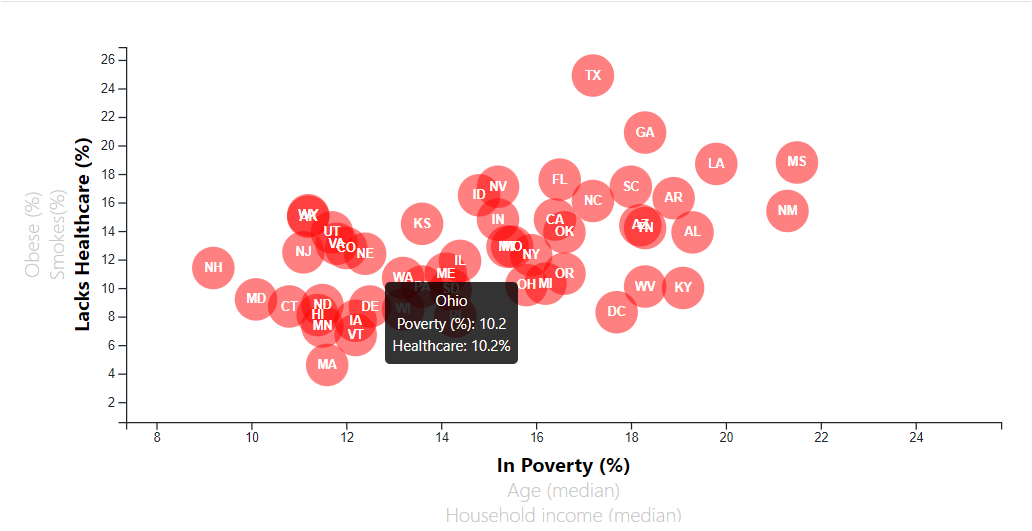 26
24
22
20
18
16
14
12
10
8
6
4
2
Obese (%)
Smokes(%)
Lacks Healthcare (%)
TX
GA
LA
MS
FL
NV
SC
ID
NC
AR
NM
KS
IN
CA
OK
AZ
TN
AL
UT
VA
CO
NE
NJ
MO
NY
IL
NH
ME
WA
PA
SD
OH
MI
OR
WV
KY
MD
CT
ND
HI
MN
DE
IA
VT
WI
RI
DC
MA
Ohio
Poverty (%): 10.2
Healthcare: 10.2%
8
10
12
14
16
18
20
22
24
In Poverty (%)
Age (median)
Household income (median)